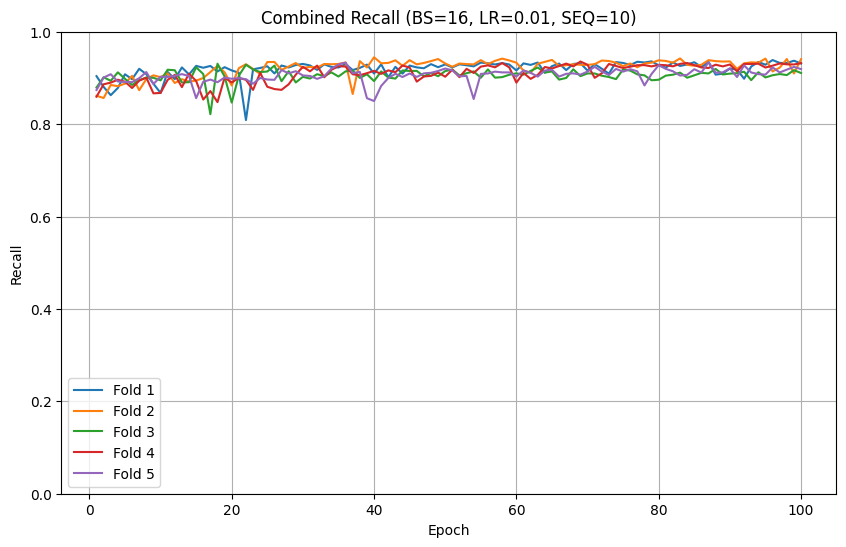 Combined Recall (BS=16, LR=0.01, SEQ=10)
1.0
0.8
0.6
0.4
0.2
0.0
Recall
Fold 1
Fold 2
Fold 3
Fold 4
Fold 5
0 20 40 60 80 100
Epoch